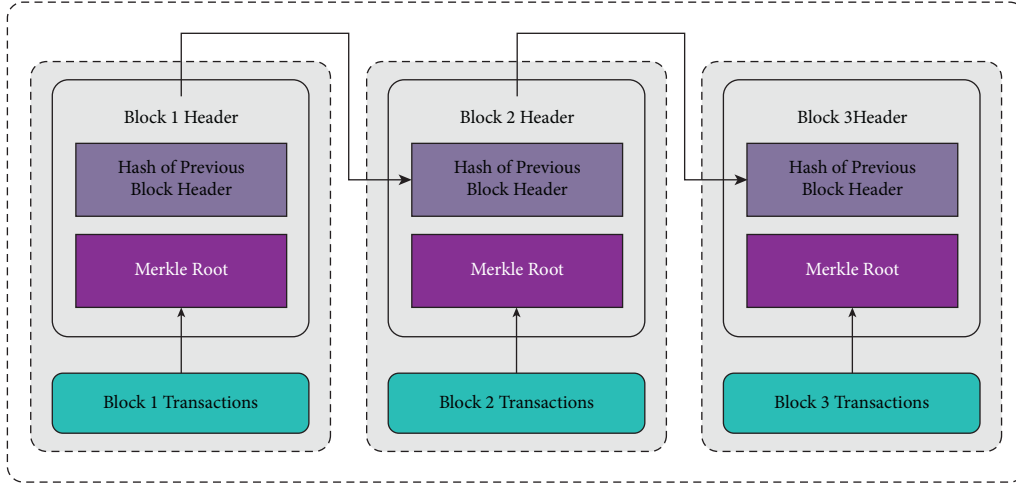 Block 1 Header
Hash of Previous
Block Header
Merkle Root
Block 1 Transactions
Block 2 Header
Hash of Previous
Block Header
Merkle Root
Block 2 Transactions
Block 3Header
Hash of Previous
Block Header
Merkle Root
Block 3 Transactions